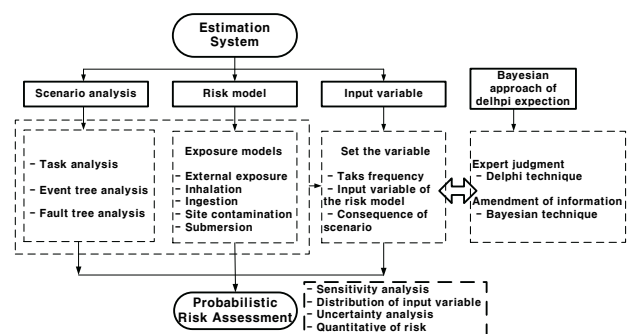 Estimation
System
Scenario analysis
Risk model
Input variable
Bayesian
approach of
delhpi expection
– Task analysis
– Event tree analysis
– Fault tree analysis
Exposure models
– External exposure
– Inhalation
– Ingestion
– Site contamination
– Submersion
Set the variable
– Taks frequency
– Input variable of
the risk model
– Consequence of
scenario
Expert judgment
– Delphi technique
Amendment of information
– Bayesian technique
Probabilistic
Risk Assessment
– Sensitivity analysis
– Distribution of input variable
– Uncertainty analysis
– Quantitative of risk